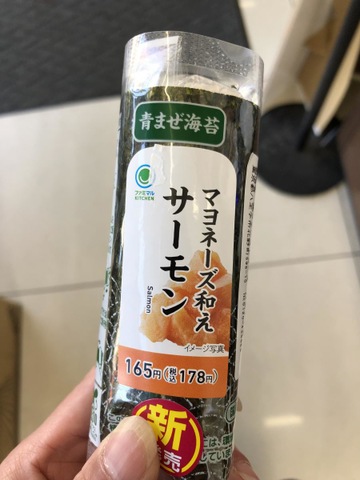 青まぜ海苔
ファミマル
KITCHEN
マヨネーズ和え
サーモン
Salmon
イメージ写真
165円(税込178円)
新